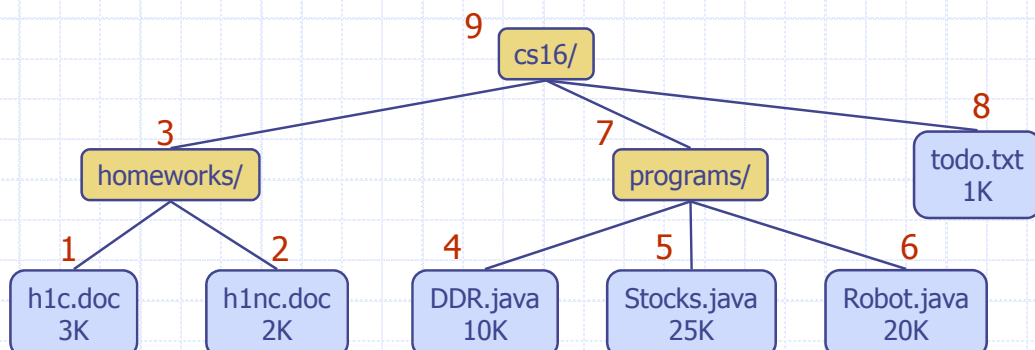 9
cs16/
3
7
8
homeworks/
programs/
todo.txt
1K
1
2
4
5
6
h1c.doc
3K
h1nc.doc
2K
DDR.java
10K
Stocks.java
25K
Robot.java
20K